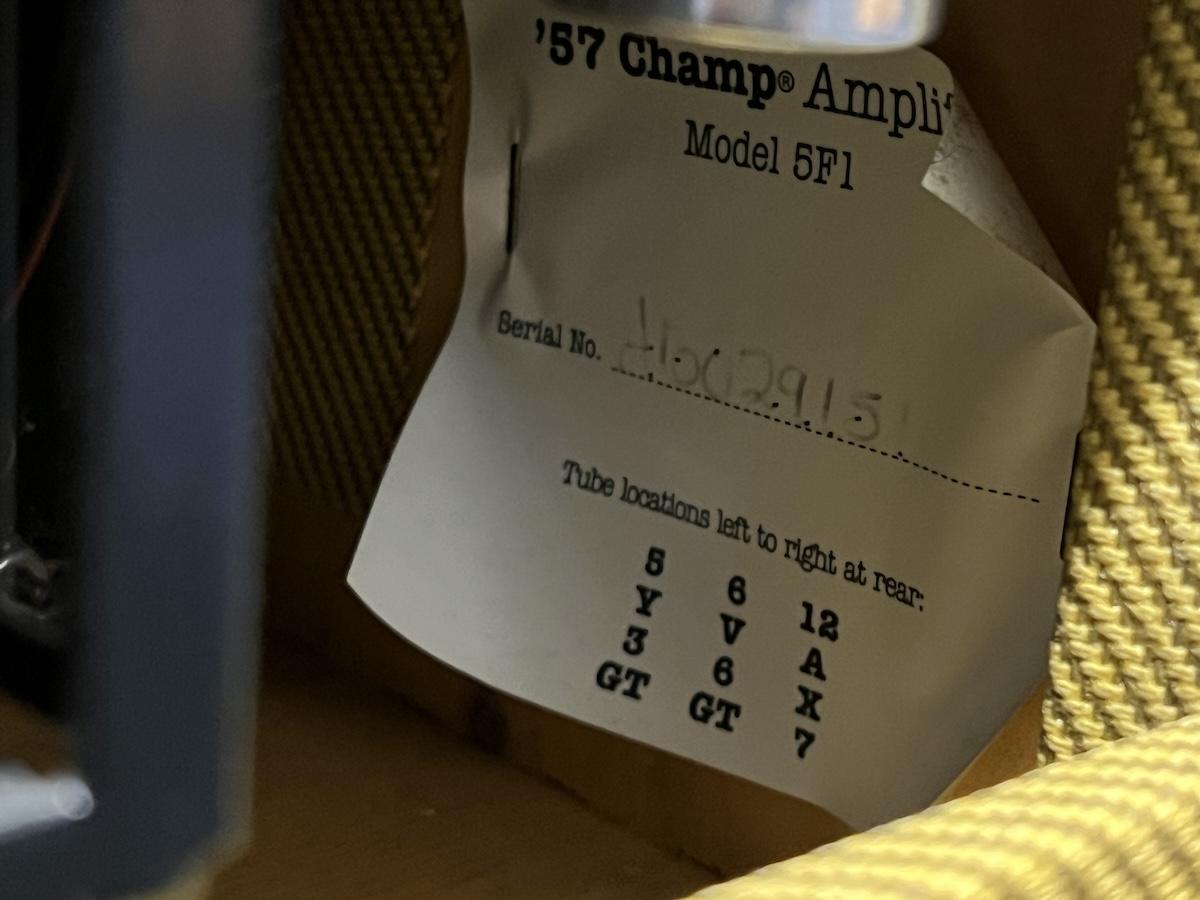 ’57 Champ® Ampli
Model 5F1
Serial No.
Tube locations left to right at rear:
5 6 12
Y V A
3 6 X
GT GT 7